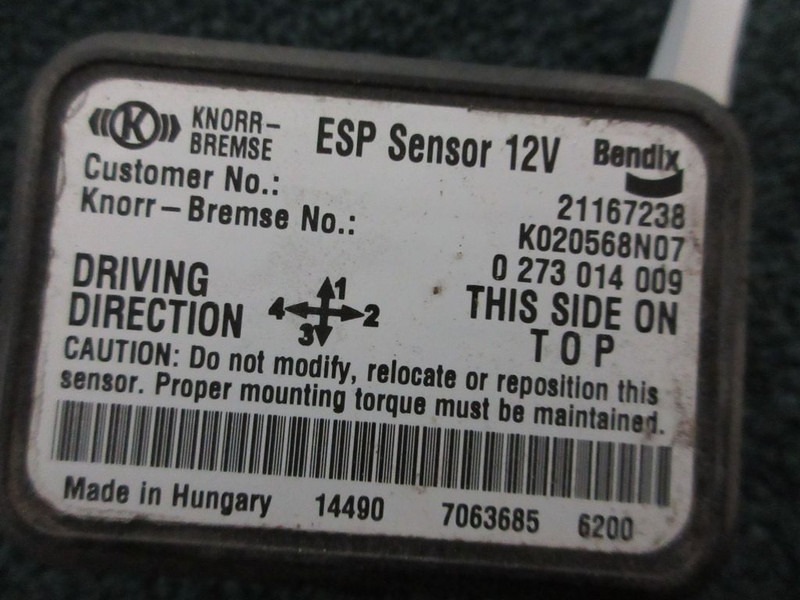 K KNORR-
BREMSE
ESP Sensor 12V
Bendix
Customer No.: 21167238
Knorr-Bremse No.: K020568N07
0 273 014 009
DRIVING
DIRECTION
1
4 2
3
THIS SIDE ON
TOP
CAUTION: Do not modify, relocate or reposition this
sensor. Proper mounting torque must be maintained.
Made in Hungary 14490 7063685 6200